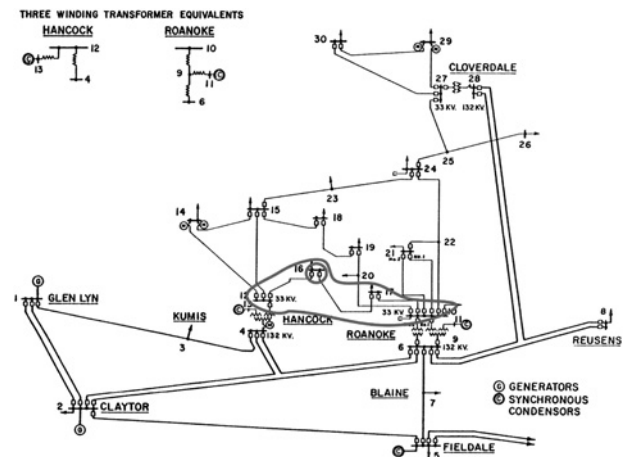 THREE WINDING TRANSFORMER EQUIVALENTS
HANCOCK
ROANOKE
12
C
13
4
10
9
C
11
6
30
29
CLOVERDALE
27
28
33 KV.
132 KV.
26
25
24
23
15
14
18
22
21
19
20
16
17
12
33 KV.
HANCOCK
ROANOKE
33 KV.
10
11
C
C
G
1
GLEN LYN
KUMIS
3
4
132 KV.
6
9
132 KV.
8
REUSENS
BLAINE
7
2
CLAYTOR
G
C
5
FIELDALE
G GENERATORS
C SYNCHRONOUS
CONDENSORS